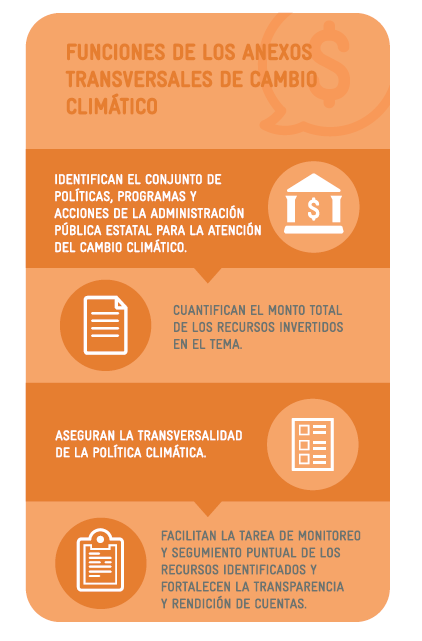 FUNCIONES DE LOS ANEXOS
TRANSVERSALES DE CAMBIO
CLIMÁTICO
IDENTIFICAN EL CONJUNTO DE
POLÍTICAS, PROGRAMAS Y
ACCIONES DE LA ADMINISTRACIÓN
PÚBLICA ESTATAL PARA LA ATENCIÓN
DEL CAMBIO CLIMÁTICO.
$
CUANTIFICAN EL MONTO TOTAL
DE LOS RECURSOS INVERTIDOS
EN EL TEMA.
ASEGURAN LA TRANSVERSALIDAD
DE LA POLÍTICA CLIMÁTICA.
FACILITAN LA TAREA DE MONITOREO
Y SEGUMIENTO PUNTUAL DE LOS
RECURSOS IDENTIFICADOS Y
FORTALECEN LA TRANSPARENCIA
Y RENDICIÓN DE CUENTAS.